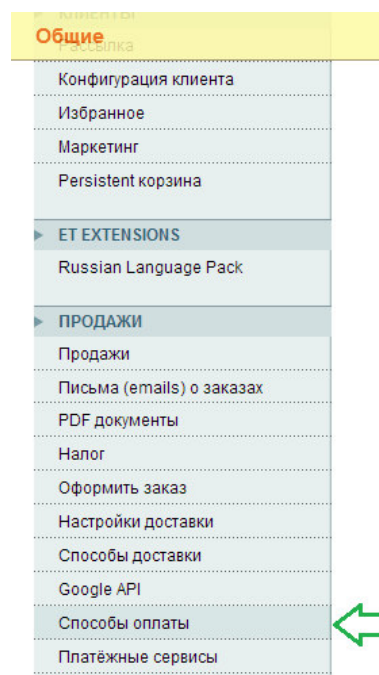 КЛИЕНТЫ
Общие
Рассылка
Конфигурация клиента
Избранное
Маркетинг
Persistent корзина
ET EXTENSIONS
Russian Language Pack
ПРОДАЖИ
Продажи
Письма (emails) о заказах
PDF документы
Налог
Оформить заказ
Настройки доставки
Способы доставки
Google API
Способы оплаты
Платёжные сервисы